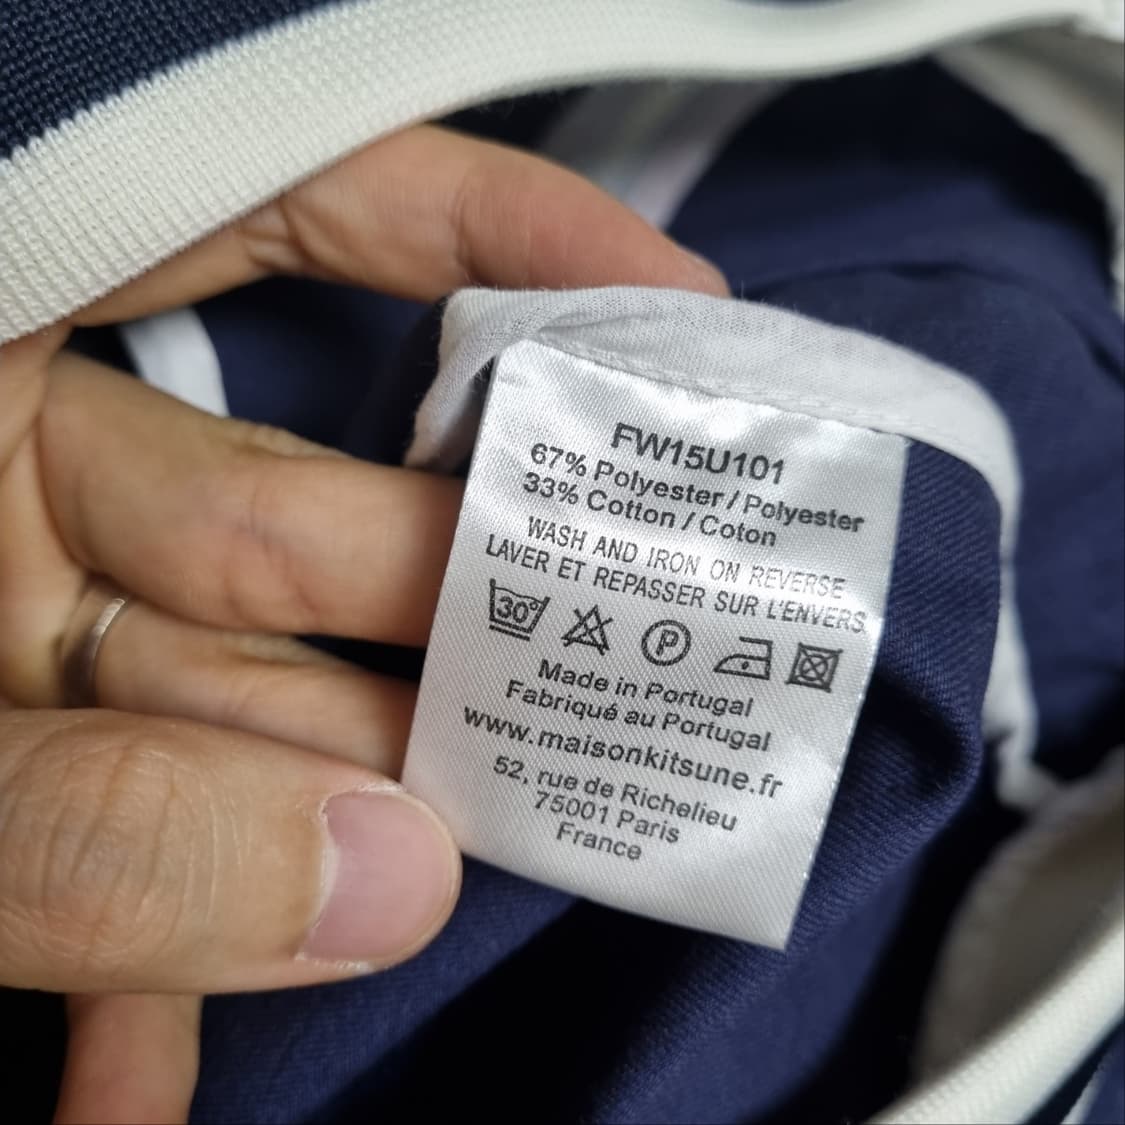 FW15U101
67% Polyester / Polyester
33% Cotton / Coton
WASH AND IRON ON REVERSE
LAVER ET REPASSER SUR L'ENVERS
30° P
Made in Portugal
Fabriqué au Portugal
www.maisonkitsune.fr
52, rue de Richelieu
75001 Paris
France